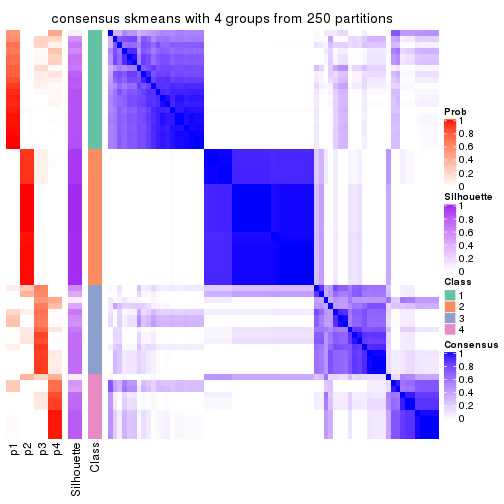 consensus skmeans with 4 groups from 250 partitions
Prob
1
0.8
0.6
0.4
0.2
0
Silhouette
1
0.8
0.6
0.4
0.2
0
Class
1
2
3
4
Consensus
1
0.8
0.6
0.4
0.2
0
p1
p2
p3
p4
Silhouette
Class